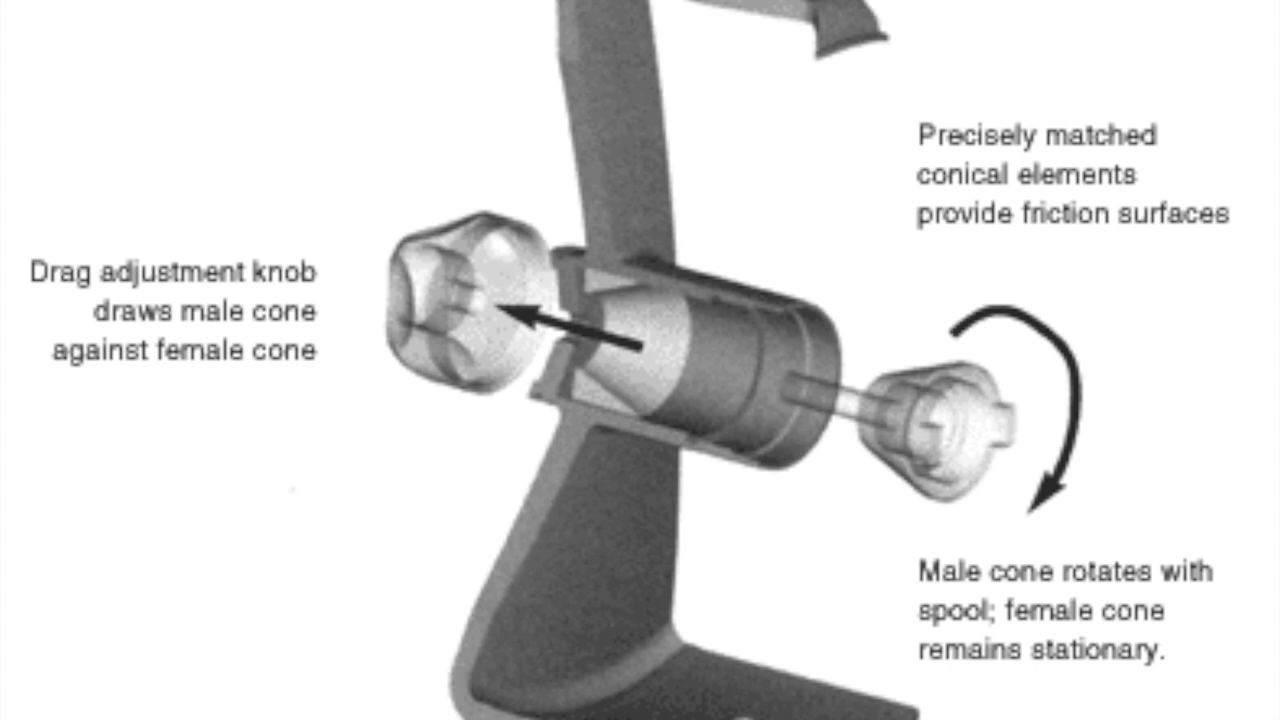 Precisely matched
conical elements
provide friction surfaces
Drag adjustment knob
draws male cone
against female cone
Male cone rotates with
spool; female cone
remains stationary.